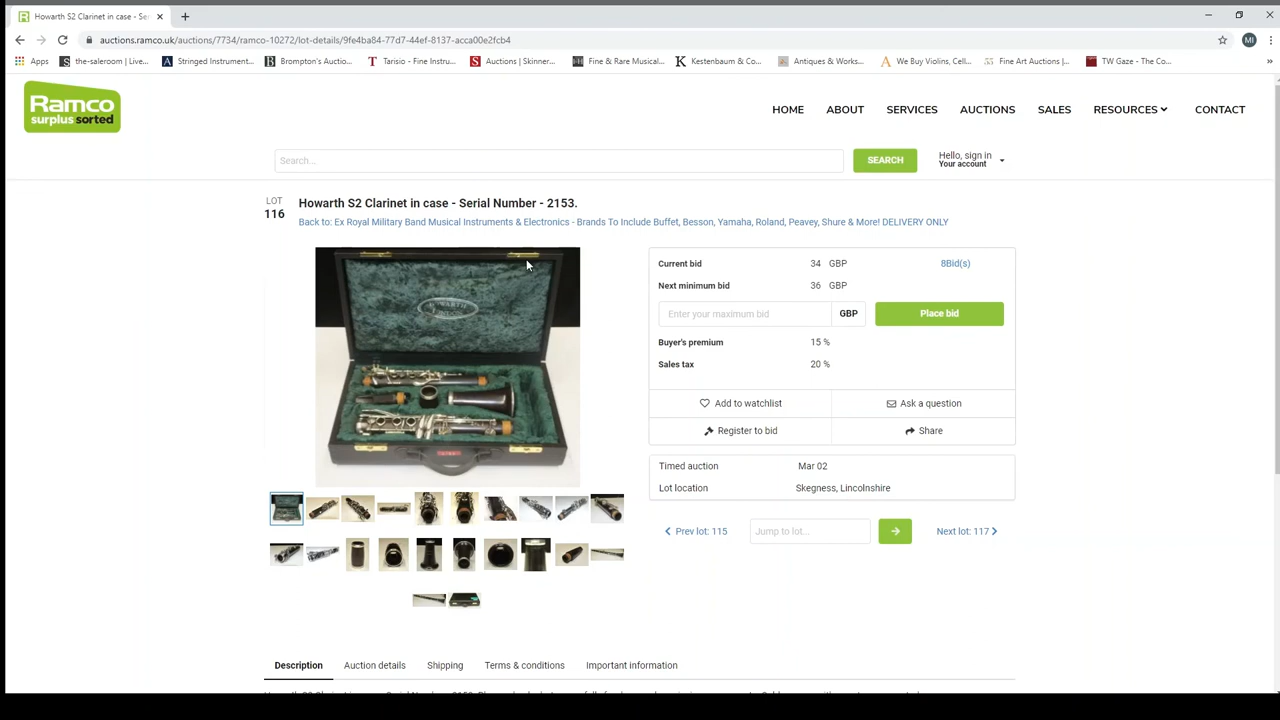 Howarth S2 Clarinet in case - Se
auctions.ramco.uk/auctions/7734/ramco-10272/lot-details/9fe4ba84-77d7-44ef-8137-acca00e2fcb4
MI
Apps the-saleroom | Live... Stringed Instrument... Brompton's Auctio... Tarisio - Fine Instru... Auctions | Skinner... Fine & Rare Musical... Kestenbaum & Co... Antiques & Works... We Buy Violins, Cell... Fine Art Auctions |... TW Gaze - The Co... »
Ramco
surplus sorted
HOME ABOUT SERVICES AUCTIONS SALES RESOURCES CONTACT
Search... SEARCH
Hello, sign in
Your account
LOT
116
Howarth S2 Clarinet in case - Serial Number - 2153.
Back to: Ex Royal Military Band Musical Instruments & Electronics - Brands To Include Buffet, Besson, Yamaha, Roland, Peavey, Shure & More! DELIVERY ONLY
HOWARTH
LONDON
Current bid 34 GBP 8Bid(s)
Next minimum bid 36 GBP
Enter your maximum bid GBP Place bid
Buyer's premium 15 %
Sales tax 20 %
Add to watchlist Ask a question
Register to bid Share
Timed auction Mar 02
Lot location Skegness, Lincolnshire
Prev lot: 115 Jump to lot... Next lot: 117
Description Auction details Shipping Terms & conditions Important information